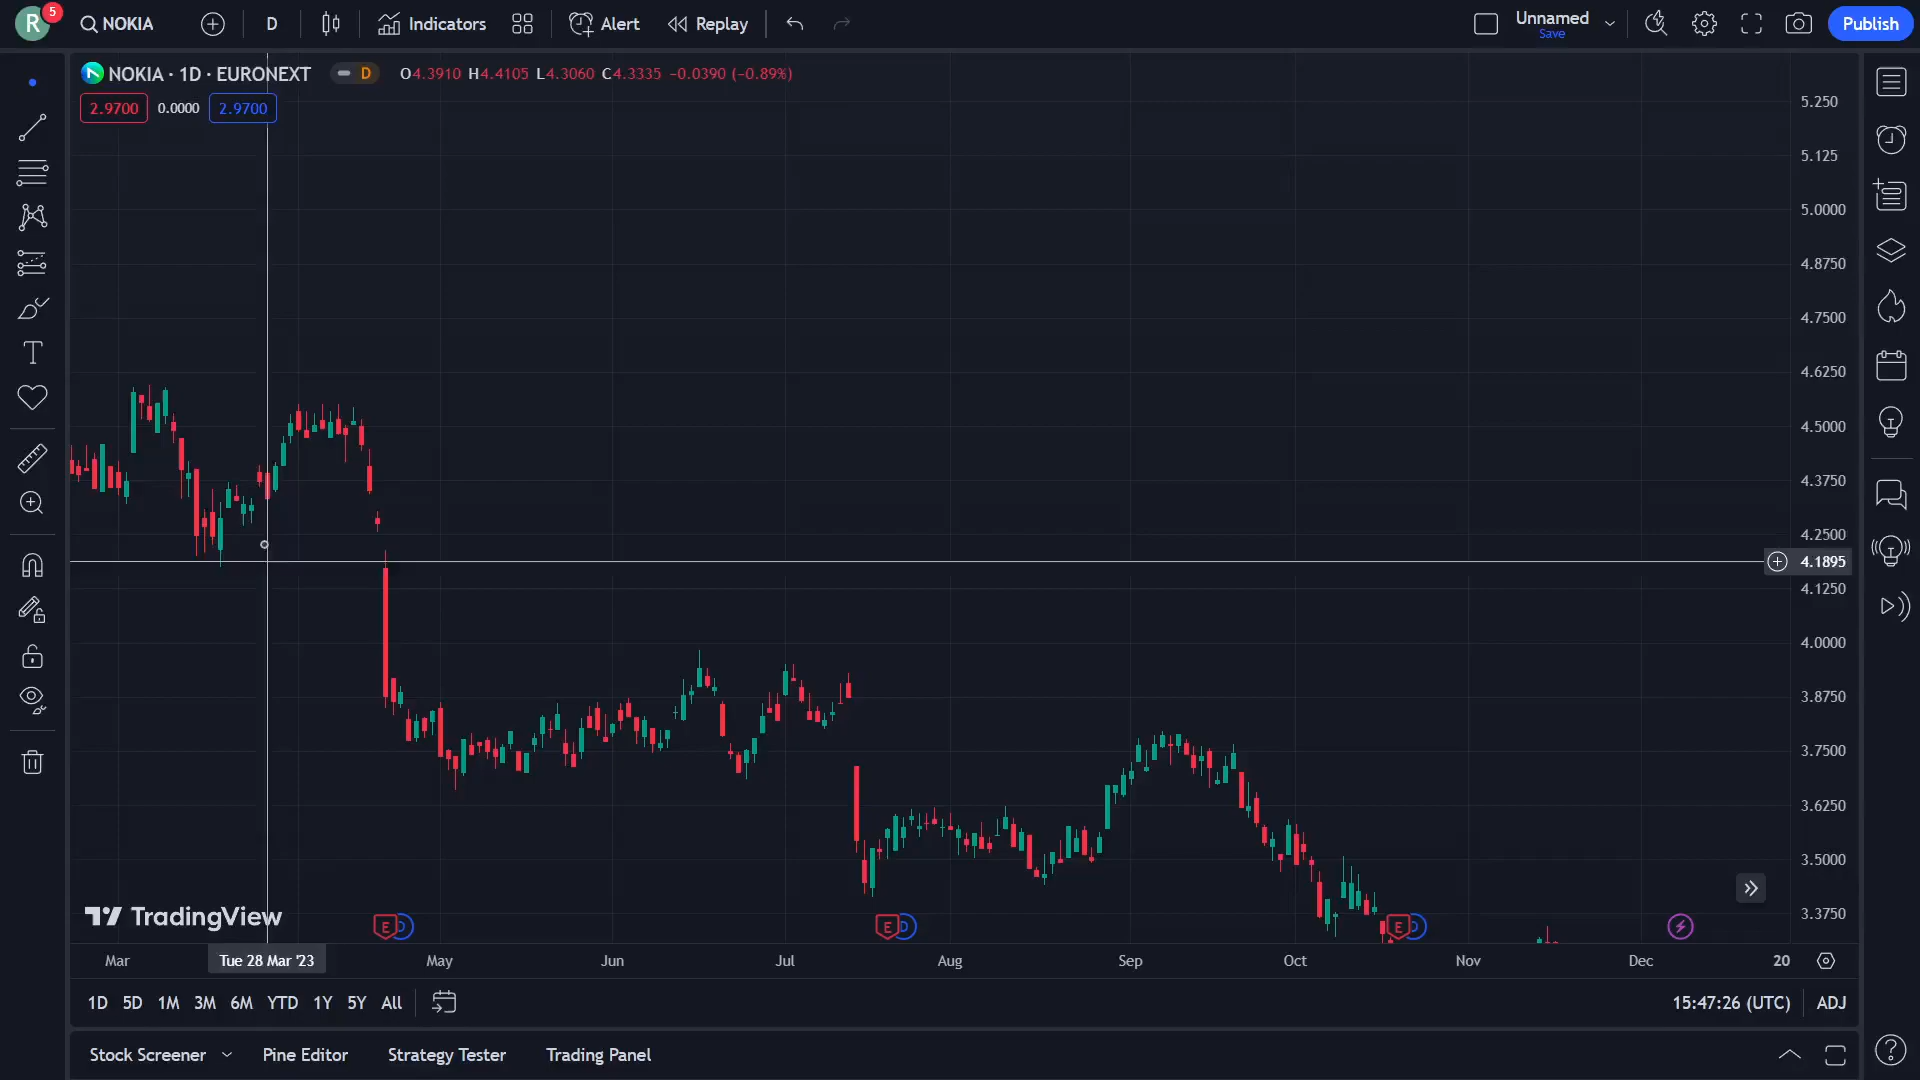 R
5
NOKIA
D
Indicators
Alert
Replay
Unnamed
Save
Publish
NOKIA · 1D · EURONEXT
D
O4.3910 H4.4105 L4.3060 C4.3335 −0.0390 (−0.89%)
2.9700
0.0000
2.9700
5.250
5.125
5.0000
4.8750
4.7500
4.6250
4.5000
4.3750
4.2500
4.1895
4.1250
4.0000
3.8750
3.7500
3.6250
3.5000
3.3750
TradingView
E
D
E
D
E
D
Mar
Tue 28 Mar '23
May
Jun
Jul
Aug
Sep
Oct
Nov
Dec
20
1D 5D 1M 3M 6M YTD 1Y 5Y All
15:47:26 (UTC)
ADJ
Stock Screener
Pine Editor
Strategy Tester
Trading Panel